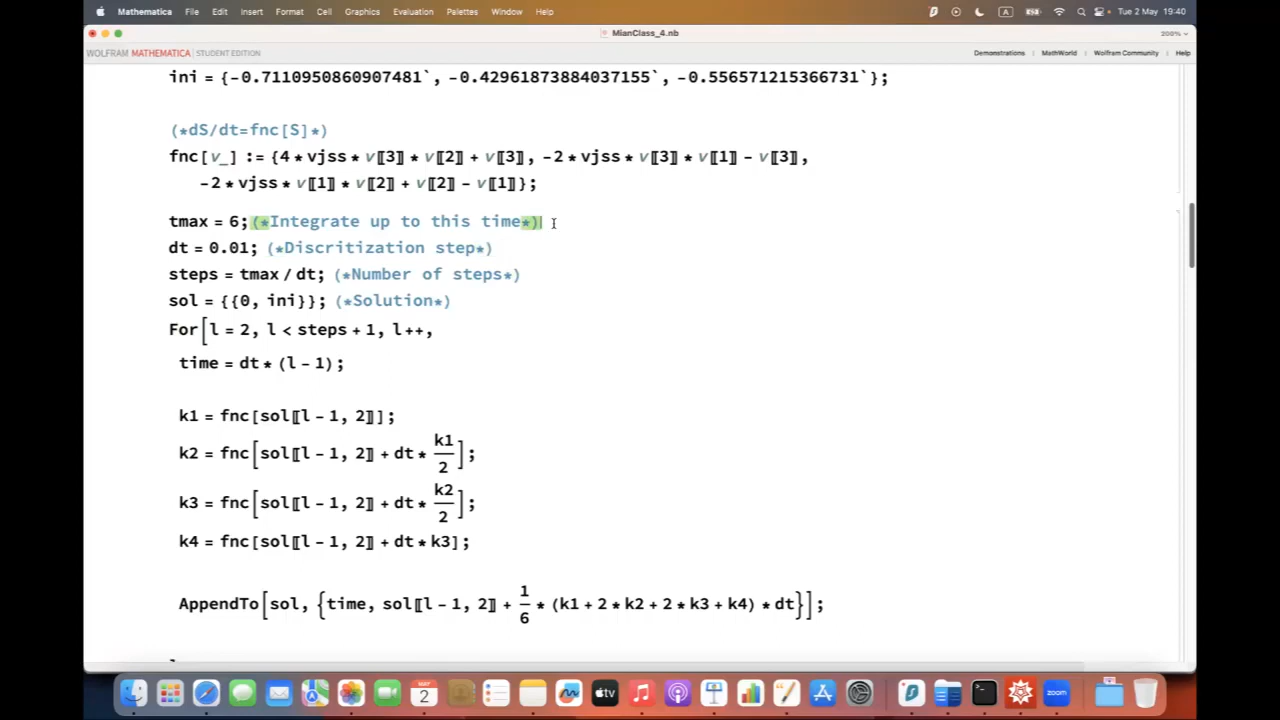 Mathematica File Edit Insert Format Cell Graphics Evaluation Palettes Window Help A Tue 2 May 19:40
MianClass_4.nb 200%
WOLFRAM MATHEMATICA | STUDENT EDITION Demonstrations | MathWorld | Wolfram Community | Help
ini = {-0.7110950860907481`, -0.42961873884037155`, -0.556571215366731`};
(*dS/dt=fnc[S]*)
fnc[v_] := {4 * vjss * v〚3〛 * v〚2〛 + v〚3〛, -2 * vjss * v〚3〛 * v〚1〛 - v〚3〛,
-2 * vjss * v〚1〛 * v〚2〛 + v〚2〛 - v〚1〛};
tmax = 6;(*Integrate up to this time*)
dt = 0.01; (*Discritization step*)
steps = tmax / dt; (*Number of steps*)
sol = {{0, ini}}; (*Solution*)
For[l = 2, l < steps + 1, l ++,
time = dt * (l - 1);
k1 = fnc[sol〚l - 1, 2〛];
k2 = fnc[sol〚l - 1, 2〛 + dt * k1/2];
k3 = fnc[sol〚l - 1, 2〛 + dt * k2/2];
k4 = fnc[sol〚l - 1, 2〛 + dt * k3];
AppendTo[sol, {time, sol〚l - 1, 2〛 + 1/6 * (k1 + 2 * k2 + 2 * k3 + k4) * dt}];
MAY 2 tv zoom